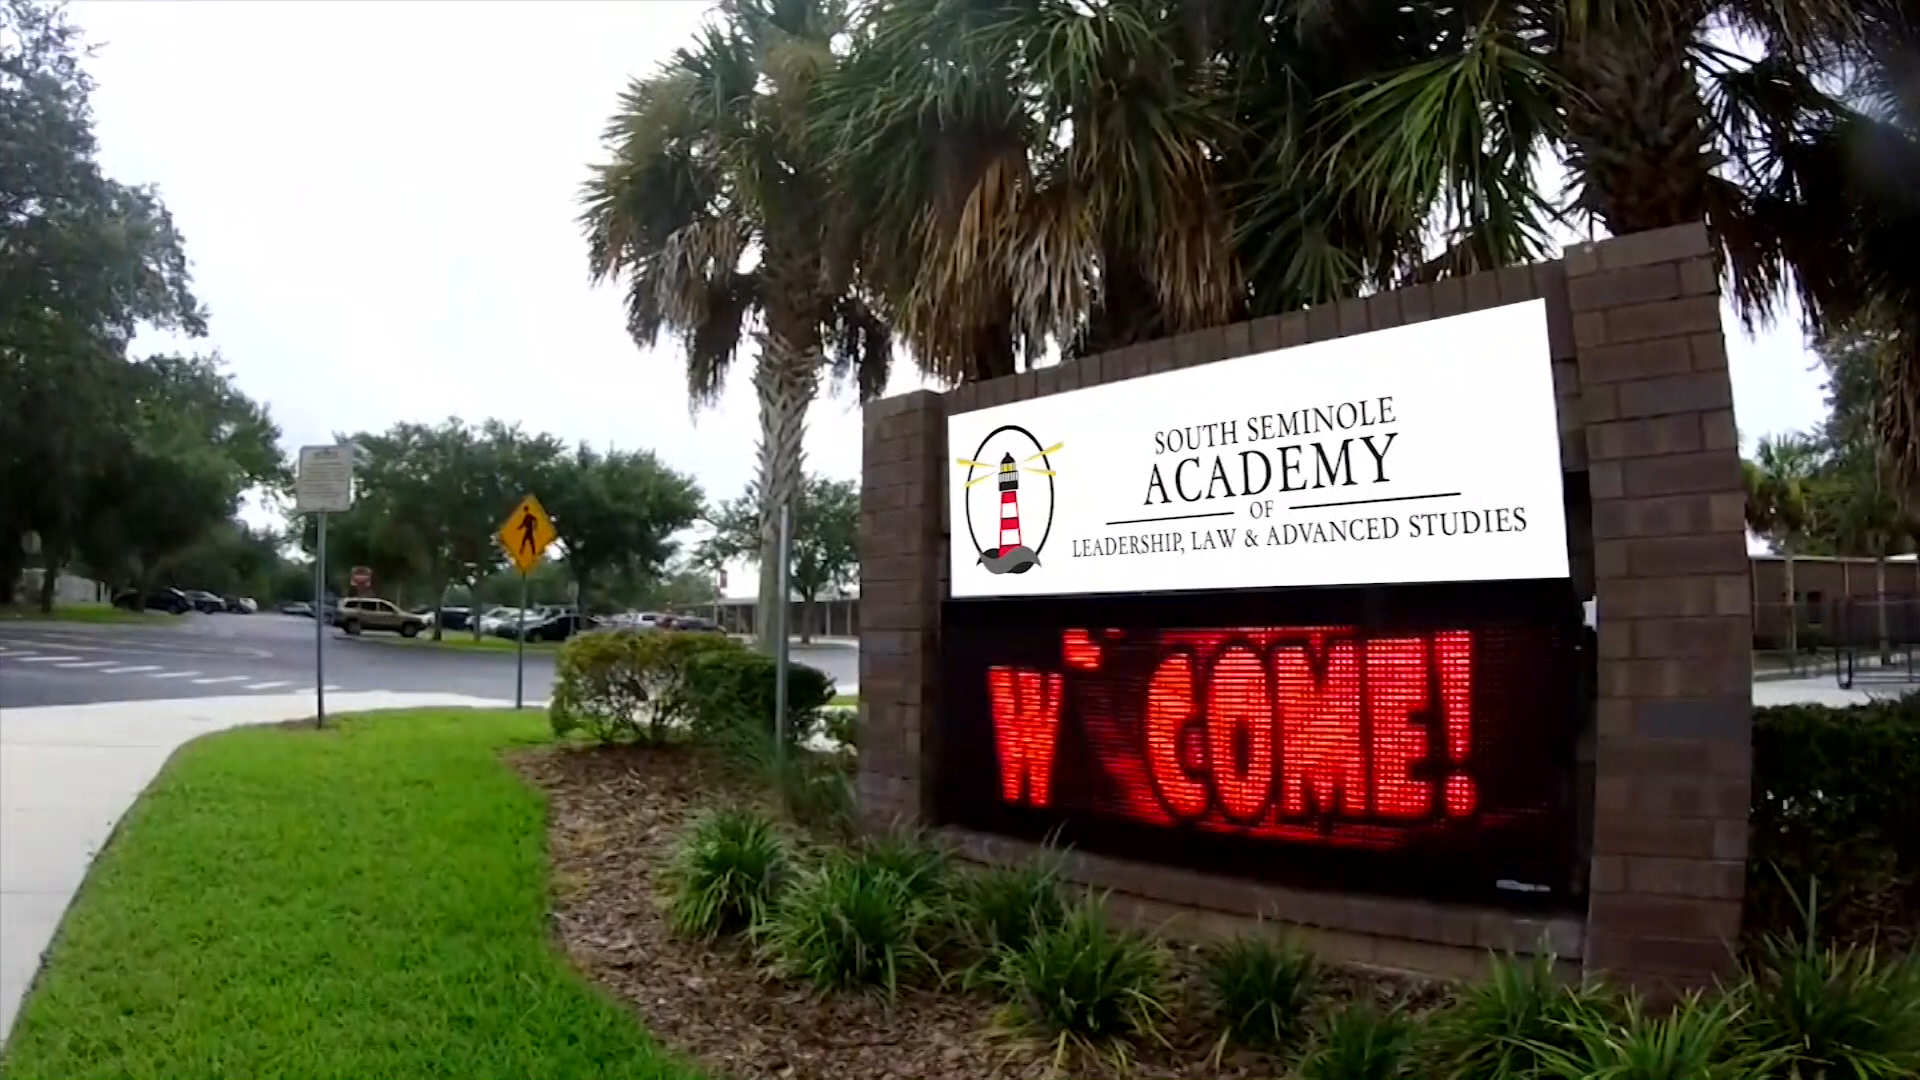 SOUTH SEMINOLE
ACADEMY
OF
LEADERSHIP, LAW & ADVANCED STUDIES
W COME!